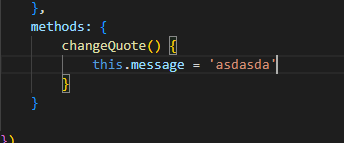 },
methods: {
changeQuote() {
this.message = 'asdasda'
}
}
})